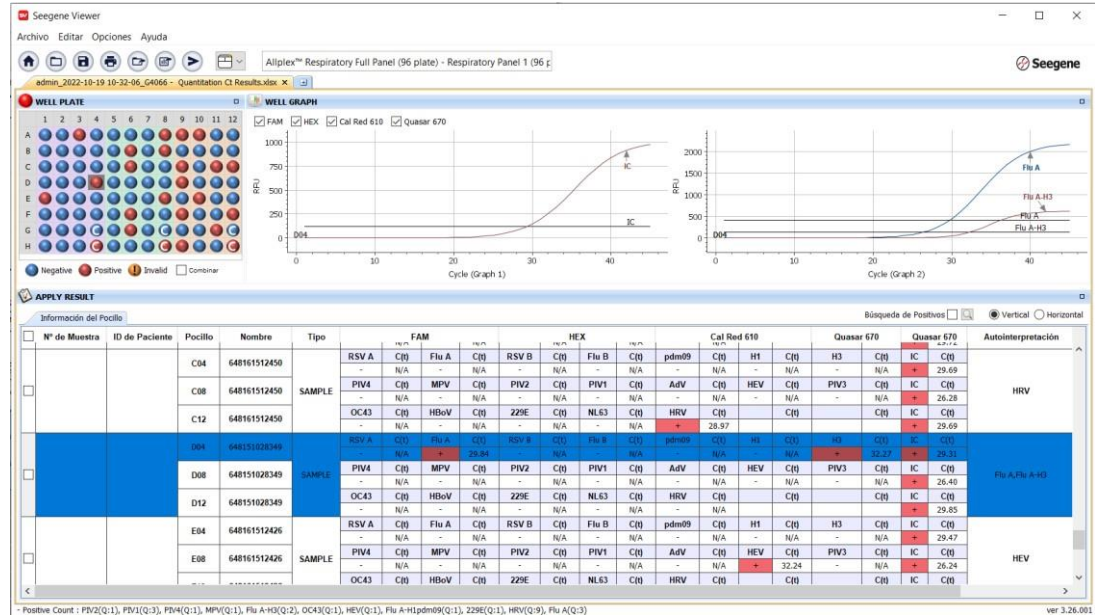 Seegene Viewer
Archivo Editar Opciones Ayuda
Allplex™ Respiratory Full Panel (96 plate) - Respiratory Panel 1 (96 p
Seegene
admin_2022-10-19 10-32-06_G4066 - Quantitation Ct Results.xlsx
WELL PLATE
1 2 3 4 5 6 7 8 9 10 11 12
A
B
C
D
E
F
G C C C
H C C C
Negative Positive Invalid Combinar
WELL GRAPH
FAM HEX Cal Red 610 Quasar 670
1000
750
500
250
0
RFU
IC
IC
D04
0 10 20 30 40
Cycle (Graph 1)
2000
1500
1000
500
0
RFU
Flu A
Flu A-H3
Flu A
Flu A-H3
D04
0 10 20 30 40
Cycle (Graph 2)
APPLY RESULT
Información del Pocillo
Búsqueda de Positivos Vertical Horizontal
Nº de Muestra ID de Paciente Pocillo Nombre Tipo FAM HEX Cal Red 610 Quasar 670 Quasar 670 Autointerpretación
C04 648161512450 RSV A C(t) Flu A C(t) RSV B C(t) Flu B C(t) pdm09 C(t) H1 C(t) H3 C(t) IC C(t)
- N/A - N/A - N/A - N/A - N/A - N/A - N/A + 29.69
C08 648161512450 SAMPLE PIV4 C(t) MPV C(t) PIV2 C(t) PIV1 C(t) AdV C(t) HEV C(t) PIV3 C(t) IC C(t) HRV
- N/A - N/A - N/A - N/A - N/A - N/A - N/A + 26.28
C12 648161512450 OC43 C(t) HBoV C(t) 229E C(t) NL63 C(t) HRV C(t) C(t) C(t) IC C(t)
- N/A - N/A - N/A - N/A + 28.97 + 29.69
D04 648151028349 RSV A C(t) Flu A C(t) RSV B C(t) Flu B C(t) pdm09 C(t) H1 C(t) H3 C(t) IC C(t)
- N/A + 29.84 - N/A - N/A - N/A - N/A + 32.27 + 29.31
D08 648151028349 SAMPLE PIV4 C(t) MPV C(t) PIV2 C(t) PIV1 C(t) AdV C(t) HEV C(t) PIV3 C(t) IC C(t) Flu A,Flu A-H3
- N/A - N/A - N/A - N/A - N/A - N/A - N/A + 26.40
D12 648151028349 OC43 C(t) HBoV C(t) 229E C(t) NL63 C(t) HRV C(t) C(t) C(t) IC C(t)
- N/A - N/A - N/A - N/A - N/A + 29.85
E04 648161512426 RSV A C(t) Flu A C(t) RSV B C(t) Flu B C(t) pdm09 C(t) H1 C(t) H3 C(t) IC C(t)
- N/A - N/A - N/A - N/A - N/A - N/A - N/A + 29.47
E08 648161512426 SAMPLE PIV4 C(t) MPV C(t) PIV2 C(t) PIV1 C(t) AdV C(t) HEV C(t) PIV3 C(t) IC C(t) HEV
- N/A - N/A - N/A - N/A - N/A + 32.24 - N/A + 26.24
OC43 C(t) HBoV C(t) 229E C(t) NL63 C(t) HRV C(t) C(t) C(t) IC C(t)
- Positive Count : PIV2(Q:1), PIV1(Q:3), PIV4(Q:1), MPV(Q:1), Flu A-H3(Q:2), OC43(Q:1), HEV(Q:1), Flu A-H1pdm09(Q:1), 229E(Q:1), HRV(Q:9), Flu A(Q:3)
ver 3.26.001